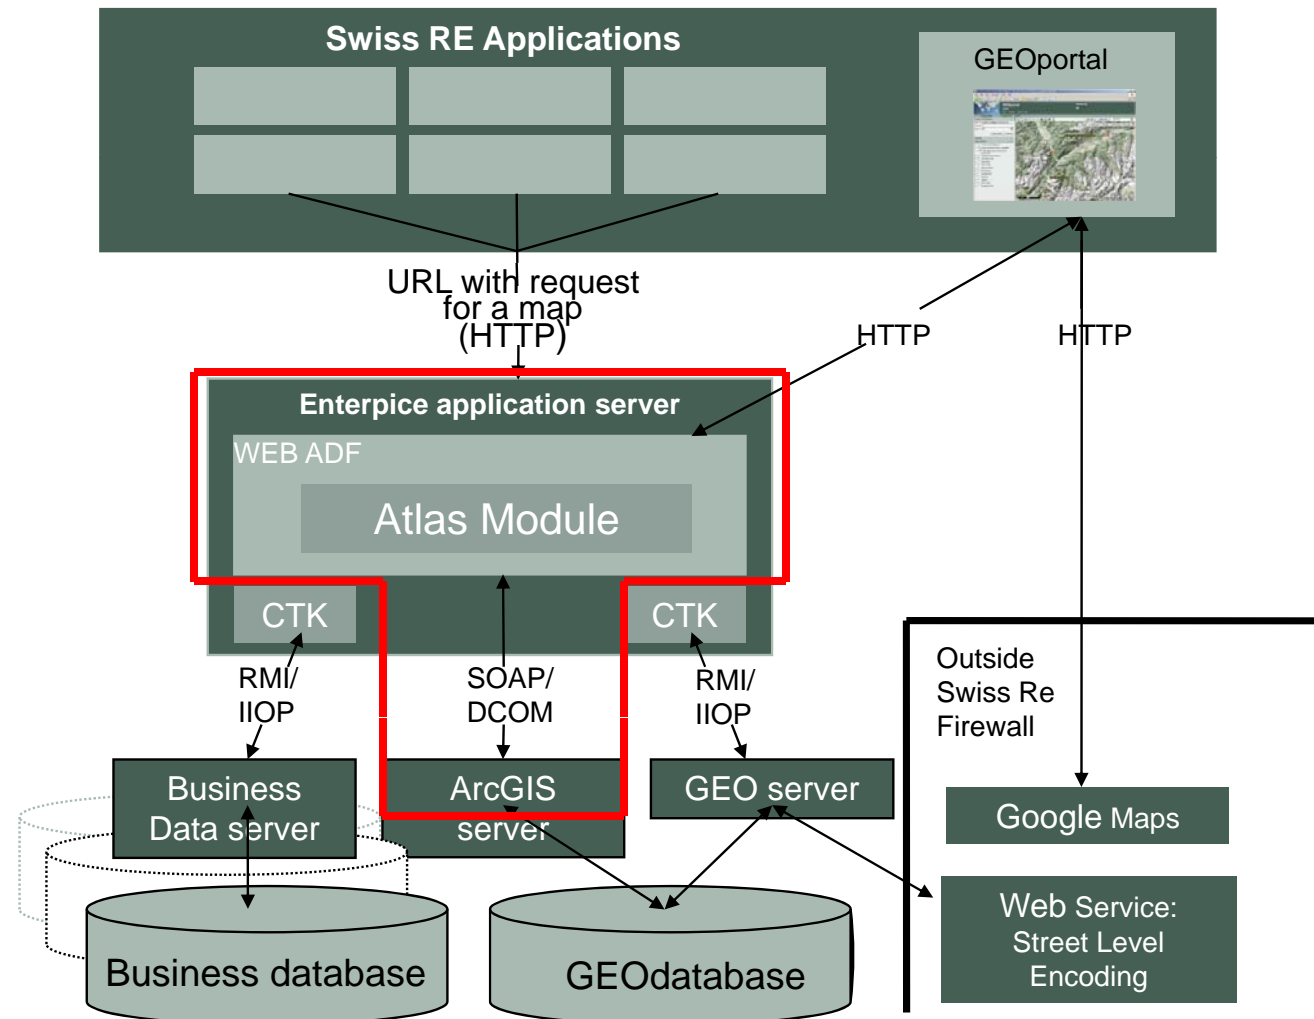 Swiss RE Applications
GEOportal
URL with request
for a map
(HTTP)
HTTP
HTTP
Enterpice application server
WEB ADF
Atlas Module
CTK
CTK
RMI/
IIOP
SOAP/
DCOM
RMI/
IIOP
Outside
Swiss Re
Firewall
Business
Data server
ArcGIS
server
GEO server
Google Maps
Web Service:
Street Level
Encoding
Business database
GEOdatabase